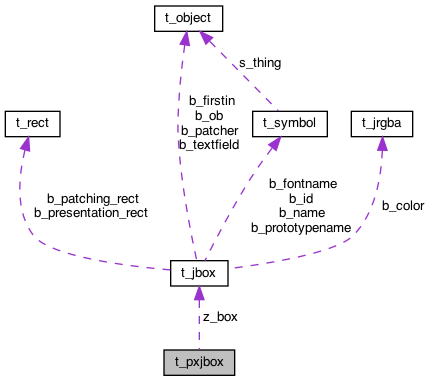 t_object
s_thing
b_firstin
b_ob
b_patcher
b_textfield
t_rect
t_symbol
t_jrgba
b_patching_rect
b_presentation_rect
b_fontname
b_id
b_name
b_prototypename
b_color
t_jbox
z_box
t_pxjbox